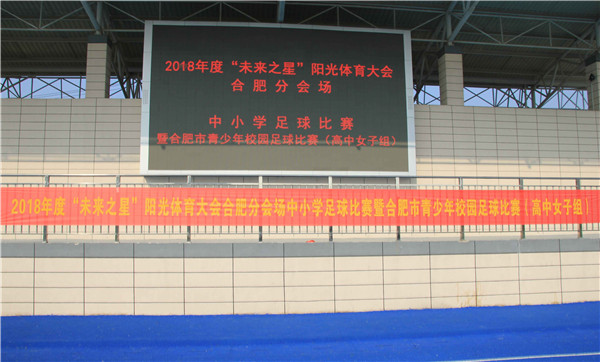 2018年度“未来之星”阳光体育大会
合肥分会场
中小学足球比赛
暨合肥市青少年校园足球比赛（高中女子组）
2018年度“未来之星”阳光体育大会合肥分会场中小学足球比赛暨合肥市青少年校园足球比赛（高中女子组）